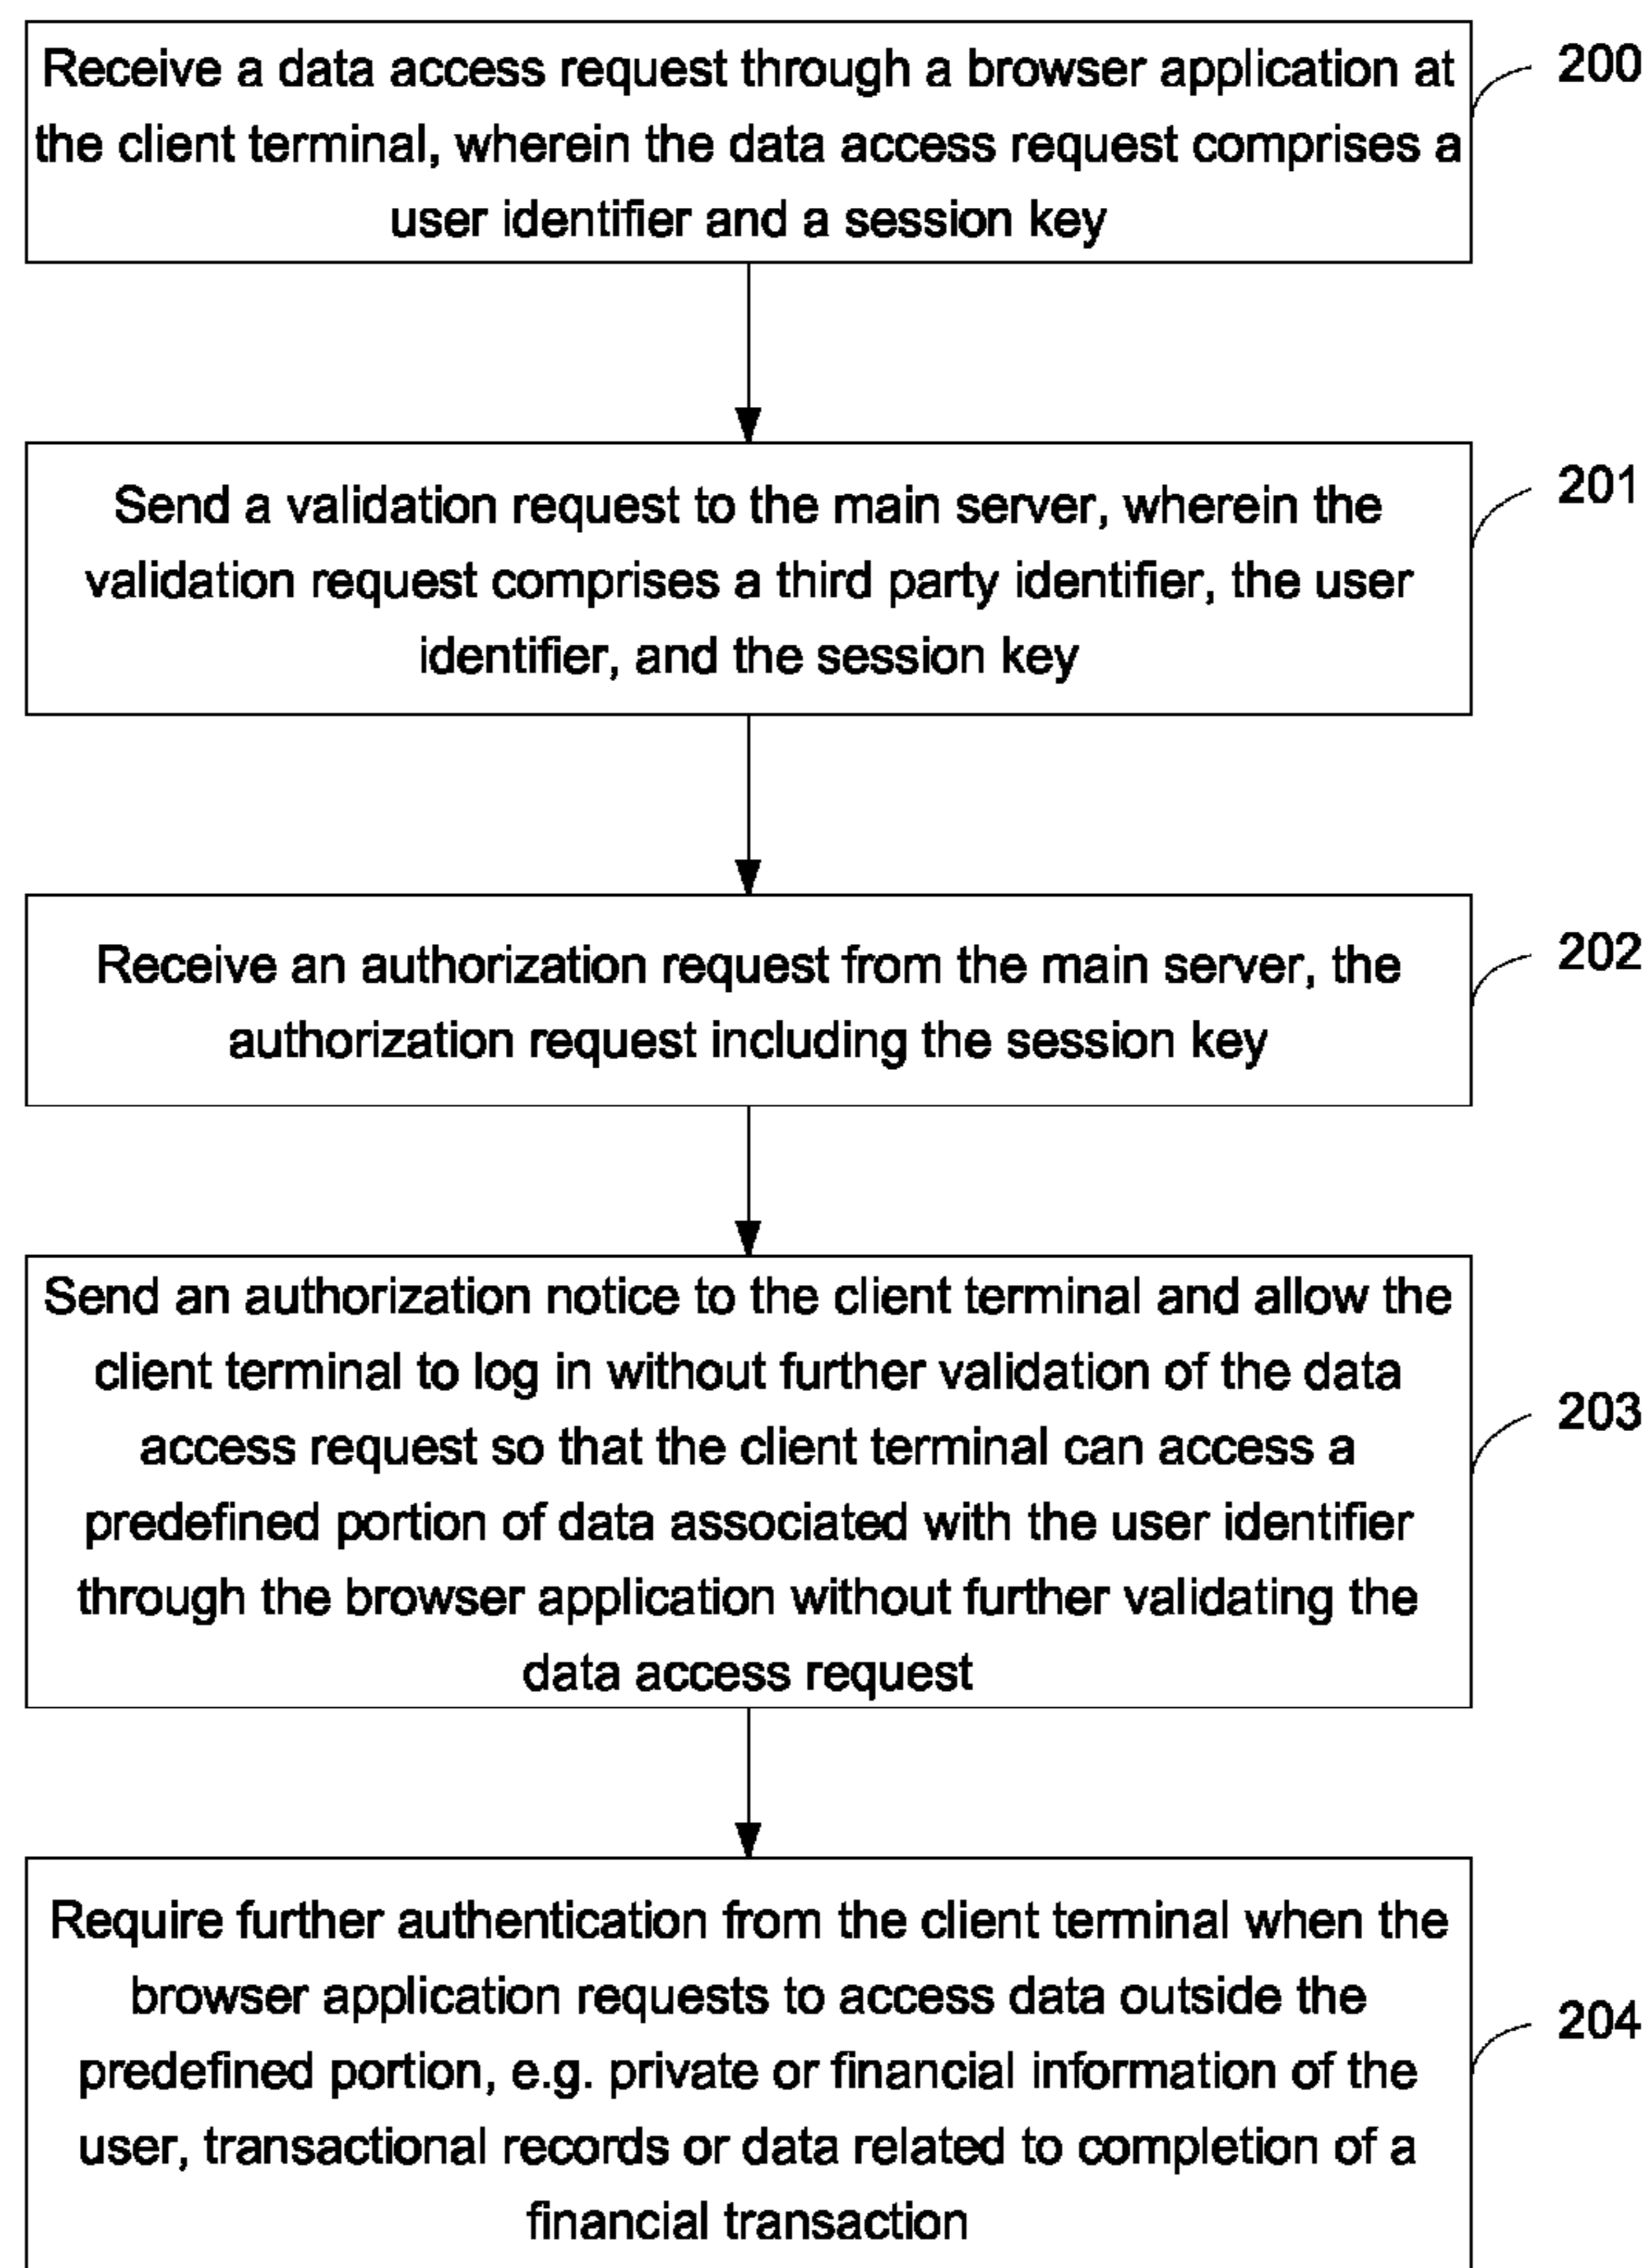 Receive a data access request through a browser application at
the client terminal, wherein the data access request comprises a
user identifier and a session key
200
Send a validation request to the main server, wherein the
validation request comprises a third party identifier, the user
identifier, and the session key
201
Receive an authorization request from the main server, the
authorization request including the session key
202
Send an authorization notice to the client terminal and allow the
client terminal to log in without further validation of the data
access request so that the client terminal can access a
predefined portion of data associated with the user identifier
through the browser application without further validating the
data access request
203
Require further authentication from the client terminal when the
browser application requests to access data outside the
predefined portion, e.g. private or financial information of the
user, transactional records or data related to completion of a
financial transaction
204